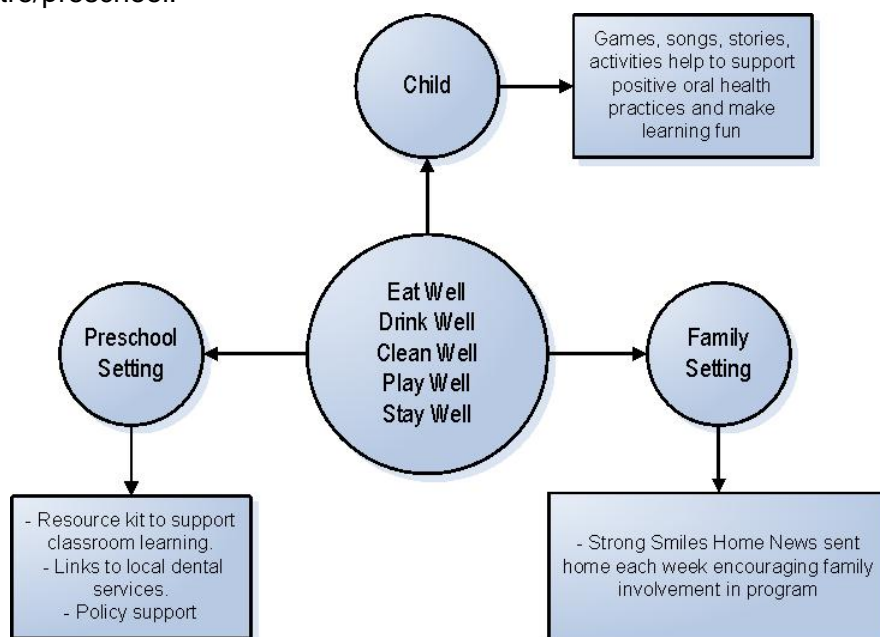 tre/preschool.
Child
Games, songs, stories,
activities help to support
positive oral health
practices and make
learning fun
Eat Well
Drink Well
Clean Well
Play Well
Stay Well
Preschool
Setting
Family
Setting
- Resource kit to support
classroom learning.
- Links to local dental
services.
- Policy support
- Strong Smiles Home News sent
home each week encouraging family
involvement in program